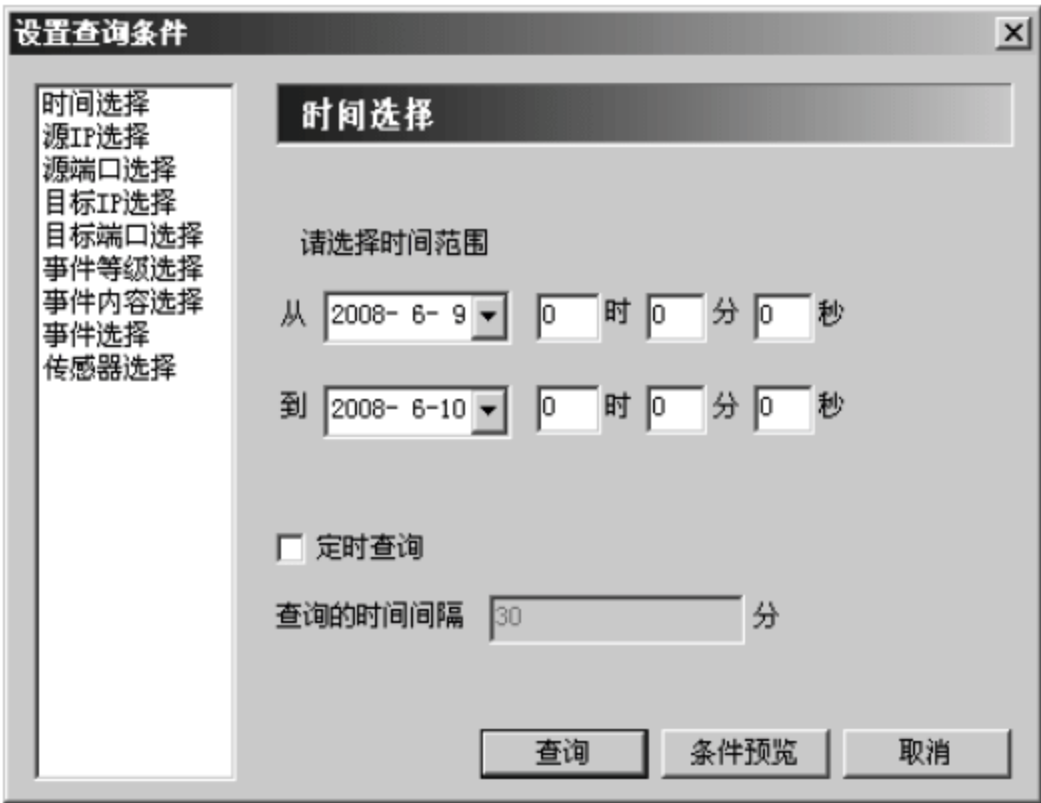 设置查询条件
时间选择
源IP选择
源端口选择
目标IP选择
目标端口选择
事件等级选择
事件内容选择
事件选择
传感器选择
时间选择
请选择时间范围
从 2008- 6- 9 0 时 0 分 0 秒
到 2008- 6-10 0 时 0 分 0 秒
定时查询
查询的时间间隔 30 分
查询 条件预览 取消